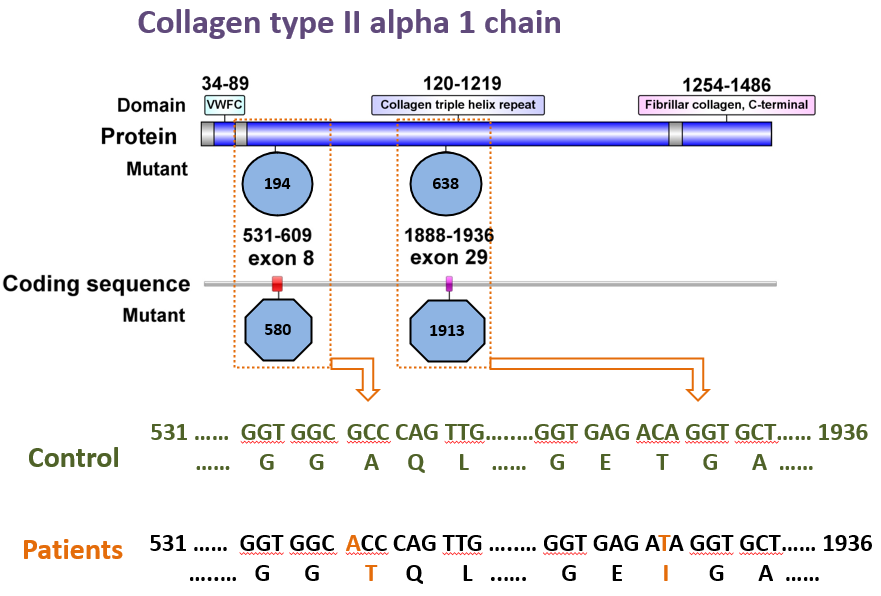 Collagen type II alpha 1 chain
34-89 120-1219 1254-1486
Domain VWFC Collagen triple helix repeat Fibrillar collagen, C-terminal
Protein
Mutant 194 638
531-609 1888-1936
exon 8 exon 29
Coding sequence
Mutant 580 1913
531 ...... GGT GGC GCC CAG TTG........GGT GAG ACA GGT GCT...... 1936
Control
...... G G A Q L ...... G E T G A ......
Patients 531 ...... GGT GGC ACC CAG TTG ........ GGT GAG ATA GGT GCT...... 1936
........ G G T Q L ...... G E I G A ......